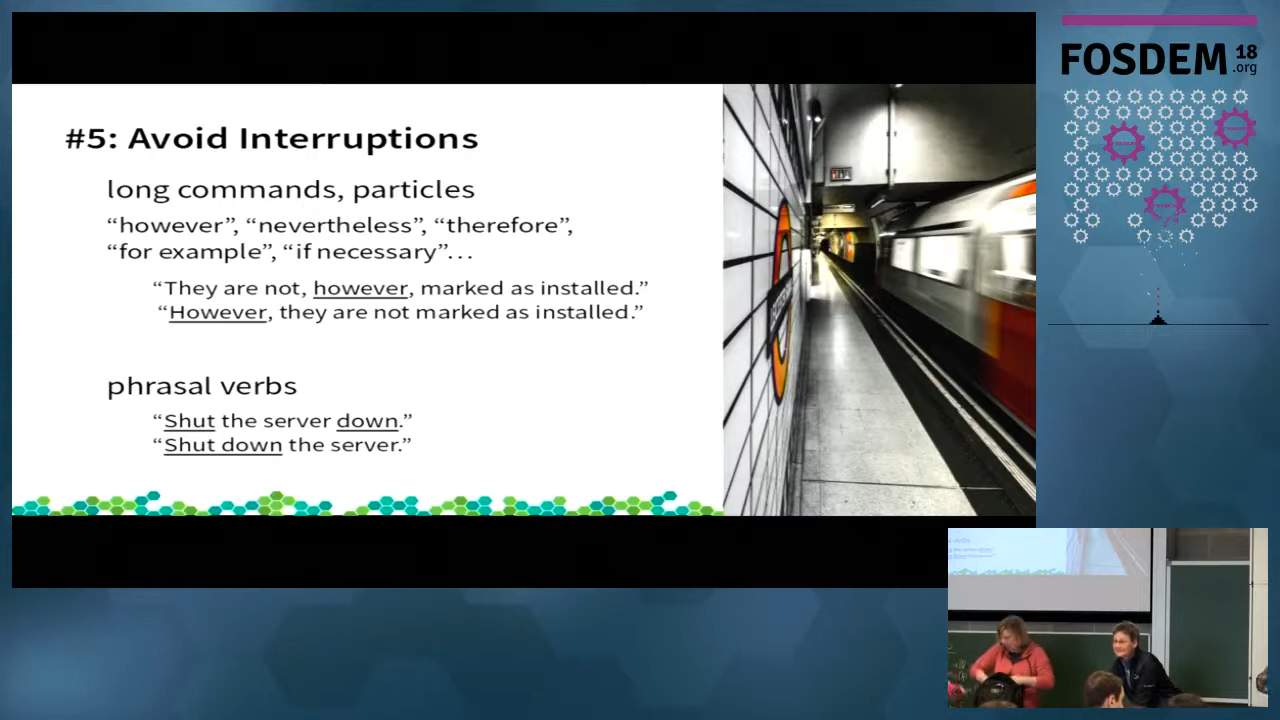 #5: Avoid Interruptions
long commands, particles
“however”, “nevertheless”, “therefore”,
“for example”, “if necessary”…
“They are not, however, marked as installed.”
“However, they are not marked as installed.”
phrasal verbs
“Shut the server down.”
“Shut down the server.”
FOSDEM 18
.org